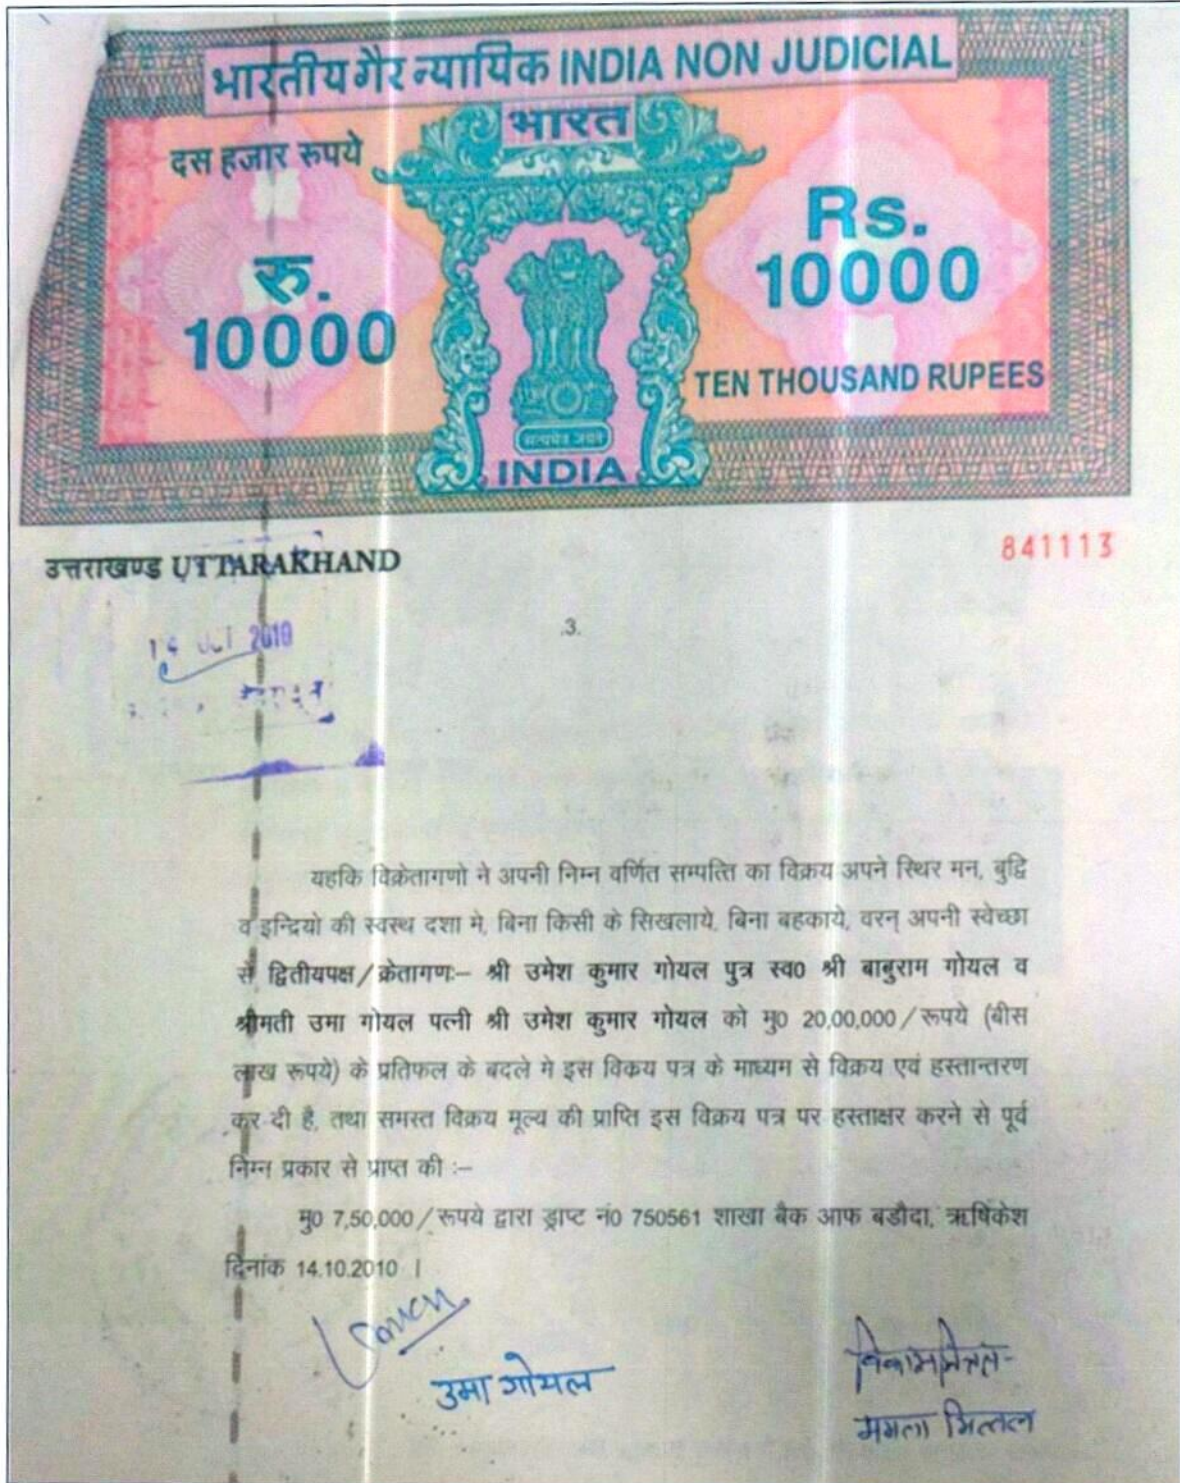 भारतीय गैर न्यायिक INDIA NON JUDICIAL
भारत
दस हजार रूपये
रु.
10000
Rs.
10000
TEN THOUSAND RUPEES
सत्यमेव जयते
INDIA
उत्तराखण्ड UTTARAKHAND
841113
14 OCT 2010
.3.
यहकि विक्रेतागणो ने अपनी निम्न वर्णित सम्पत्ति का विक्रय अपने स्थिर मन, बुद्दि
व इन्द्रियो की स्वस्थ दशा मे, बिना किसी के सिखलाये, बिना बहकाये, वरन् अपनी स्वेच्छा
से द्वितीयपक्ष/क्रेतागणः– श्री उमेश कुमार गोयल पुत्र स्व0 श्री बाबुराम गोयल व
श्रीमती उमा गोयल पत्नी श्री उमेश कुमार गोयल को मु0 20,00,000/रूपये (बीस
लाख रूपये) के प्रतिफल के बदले मे इस विकय पत्र के माध्यम से विक्रय एवं हस्तान्तरण
कर दी है, तथा समस्त विक्रय मूल्य की प्राप्ति इस विक्रय पत्र पर हस्ताक्षर करने से पूर्व
निम्न प्रकार से प्राप्त की :–
मु0 7,50,000/रूपये द्वारा ड्राप्ट नं0 750561 शाखा बैक आफ बडौदा, ऋषिकेश
दिनांक 14.10.2010 ।
उमा गोयल
मित्तल